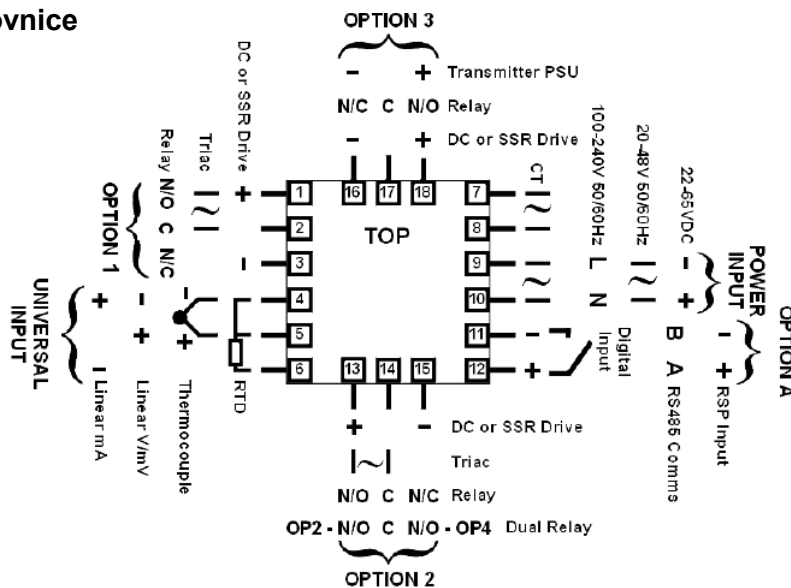 ovnice
OPTION 3
− + Transmitter PSU
N/C C N/O Relay
− + DC or SSR Drive
DC or SSR Drive
+
−
Triac
~
Relay N/O C N/C
OPTION 1
UNIVERSAL INPUT
+ − Linear mA
− + Linear V/mV
− + Thermocouple
RTD
TOP
16 17 18
1
2
3
4
5
6
7
8
9
10
11
12
13 14 15
CT
~
100-240V 50/60Hz
L
~
N
20-48V 50/60Hz
~
22-65VDC
− +
POWER INPUT
− +
Digital Input
B A RS485 Comms
− + RSP Input
OPTION A
+ − DC or SSR Drive
~ Triac
N/O C N/C Relay
OP2 - N/O C N/O - OP4 Dual Relay
OPTION 2